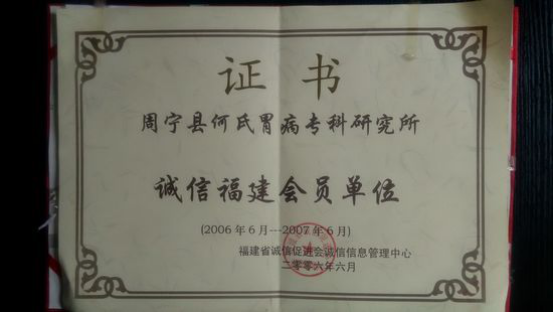 证书
周宁县何氏胃病专科研究所
诚信福建会员单位
(2006年6月---2007年6月)
福建省诚信促进会诚信信息管理中心
二零零六年六月